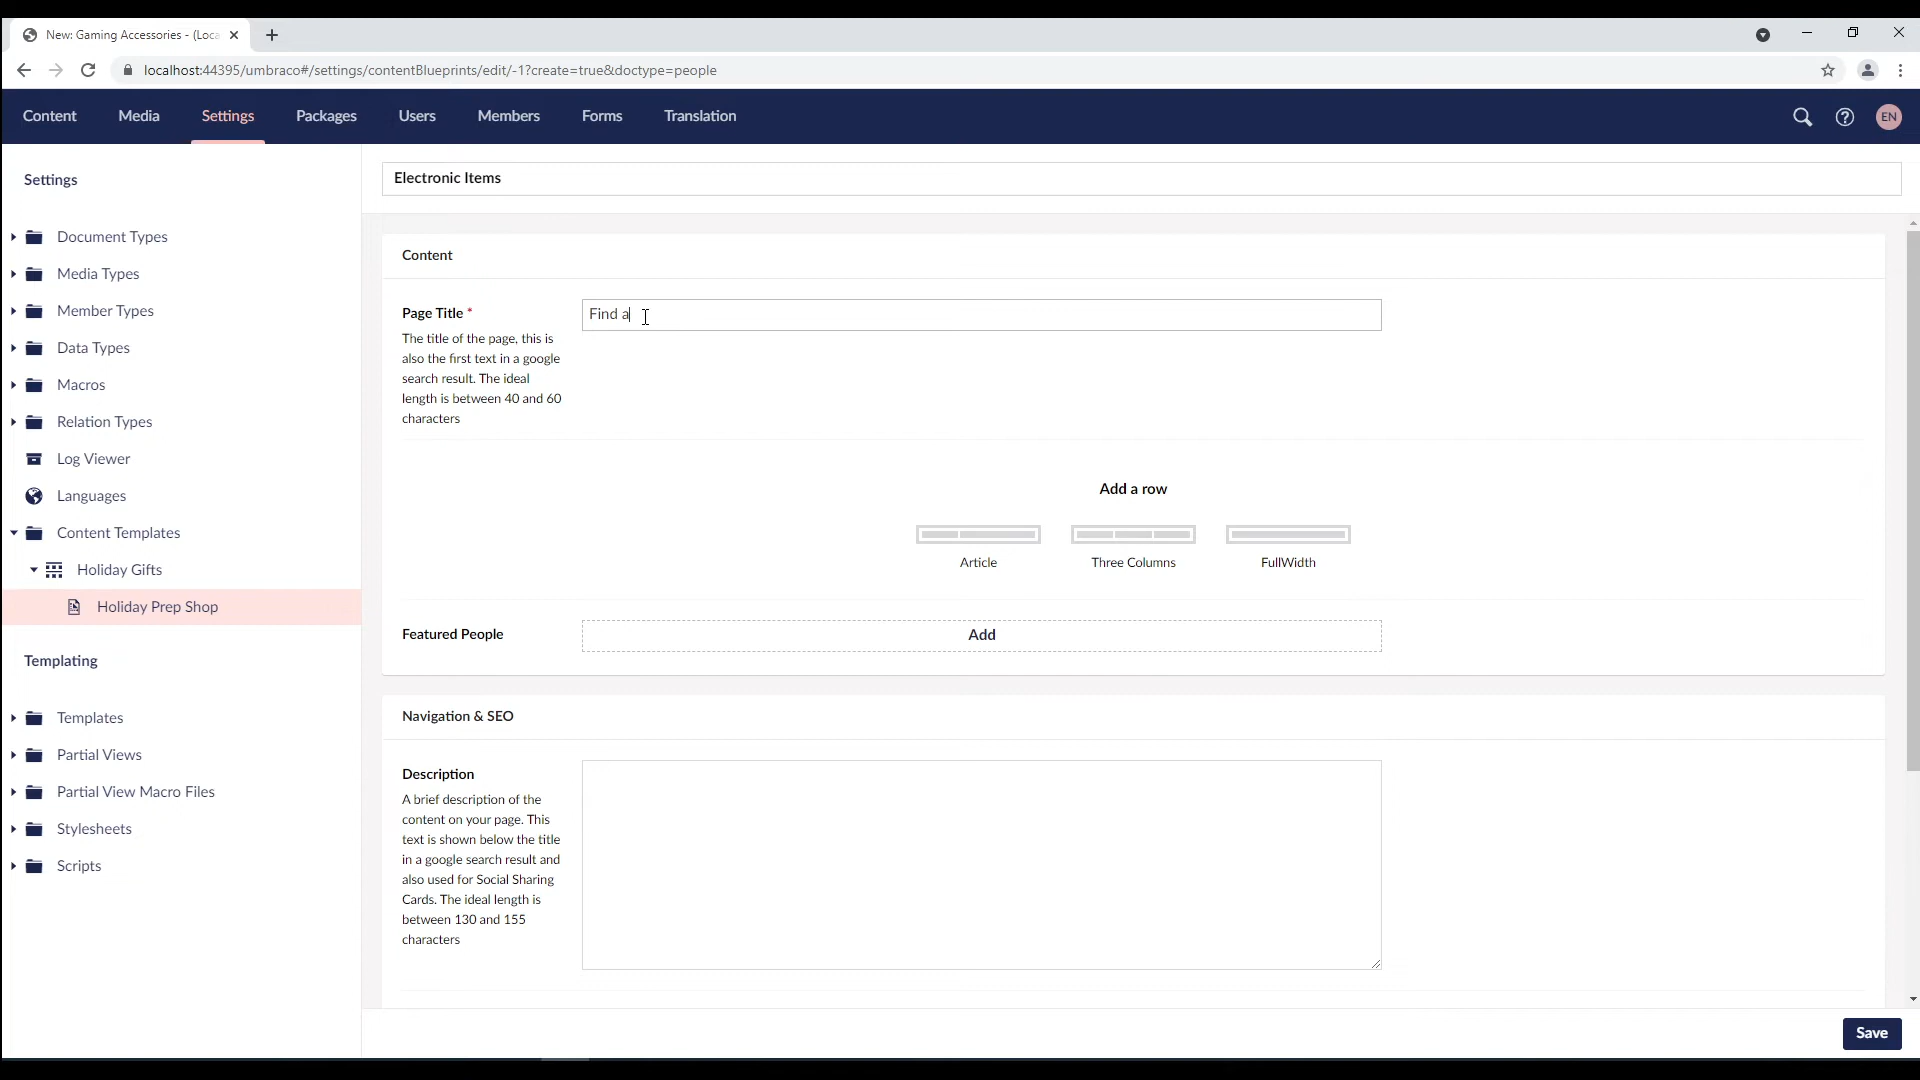 New: Gaming Accessories - (Loca
localhost:44395/umbraco#/settings/contentBlueprints/edit/-1?create=true&doctype=people
Content Media Settings Packages Users Members Forms Translation
EN
Settings
Document Types
Media Types
Member Types
Data Types
Macros
Relation Types
Log Viewer
Languages
Content Templates
Holiday Gifts
Holiday Prep Shop
Templating
Templates
Partial Views
Partial View Macro Files
Stylesheets
Scripts
Electronic Items
Content
Page Title *
The title of the page, this is
also the first text in a google
search result. The ideal
length is between 40 and 60
characters
Find a
Add a row
Article Three Columns FullWidth
Featured People
Add
Navigation & SEO
Description
A brief description of the
content on your page. This
text is shown below the title
in a google search result and
also used for Social Sharing
Cards. The ideal length is
between 130 and 155
characters
Save